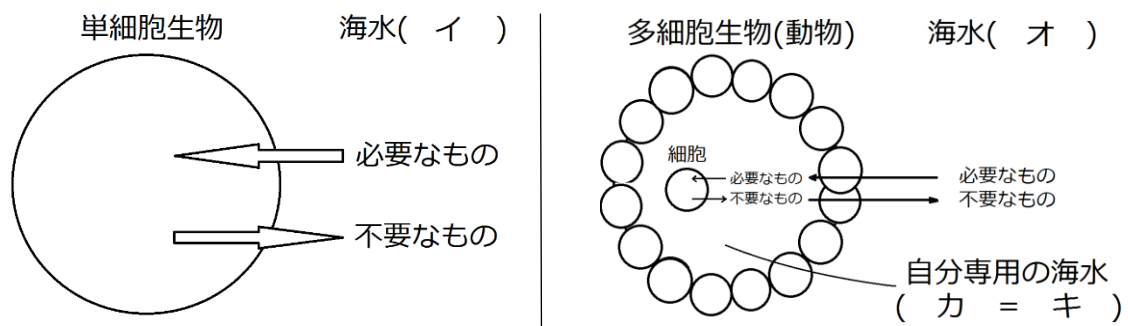 単細胞生物
海水(　イ　)
必要なもの
不要なもの
多細胞生物(動物)
海水(　オ　)
細胞
必要なもの
不要なもの
必要なもの
不要なもの
自分専用の海水
(　カ　=　キ　)